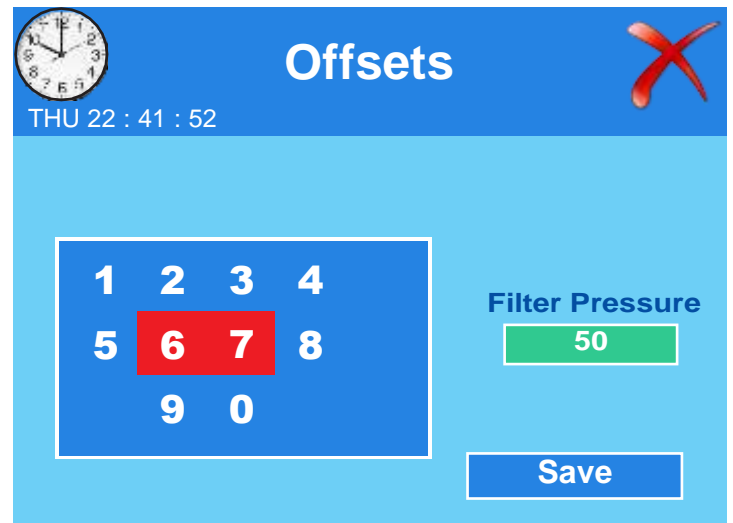 Offsets
THU 22 : 41 : 52
1 2 3 4
5 6 7 8
9 0
Filter Pressure
50
Save